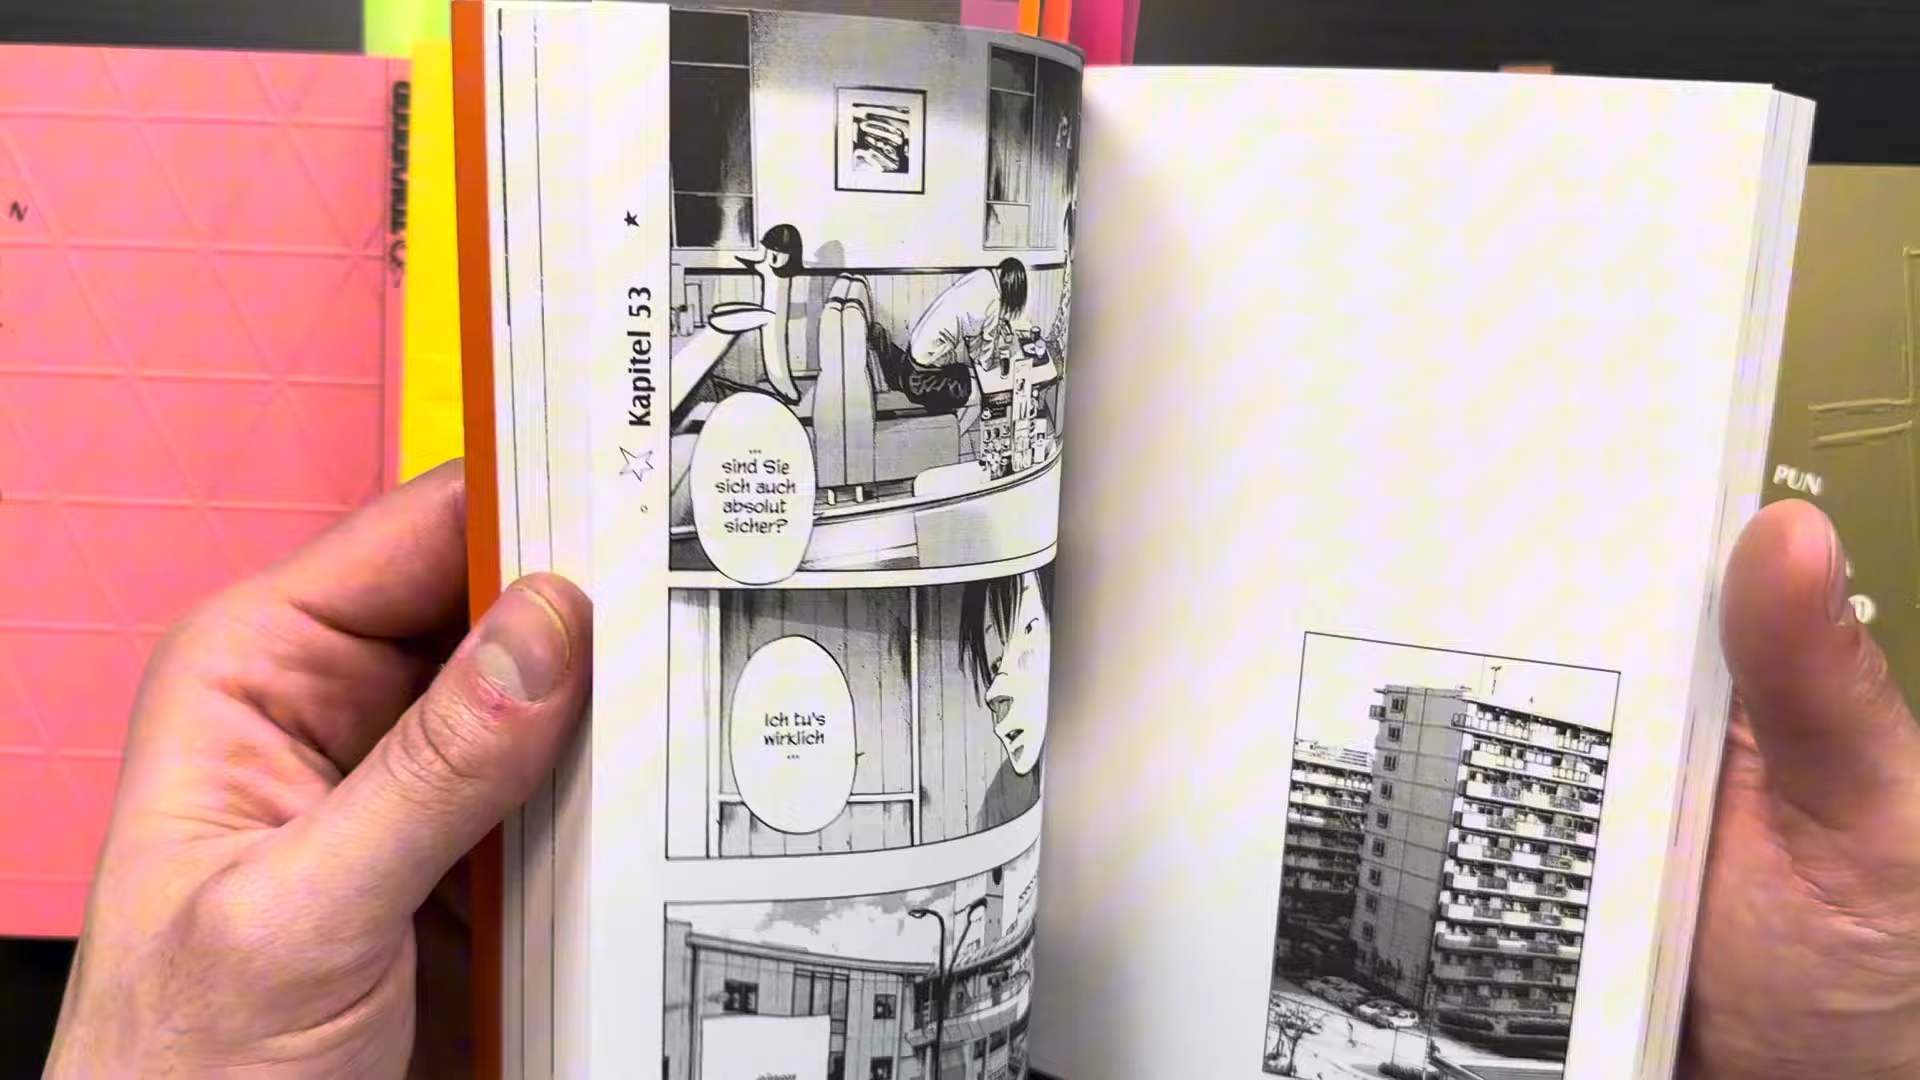 Kapitel 53
...
sind Sie
sich auch
absolut
sicher?
Ich tu's
wirklich
...
PUN
N